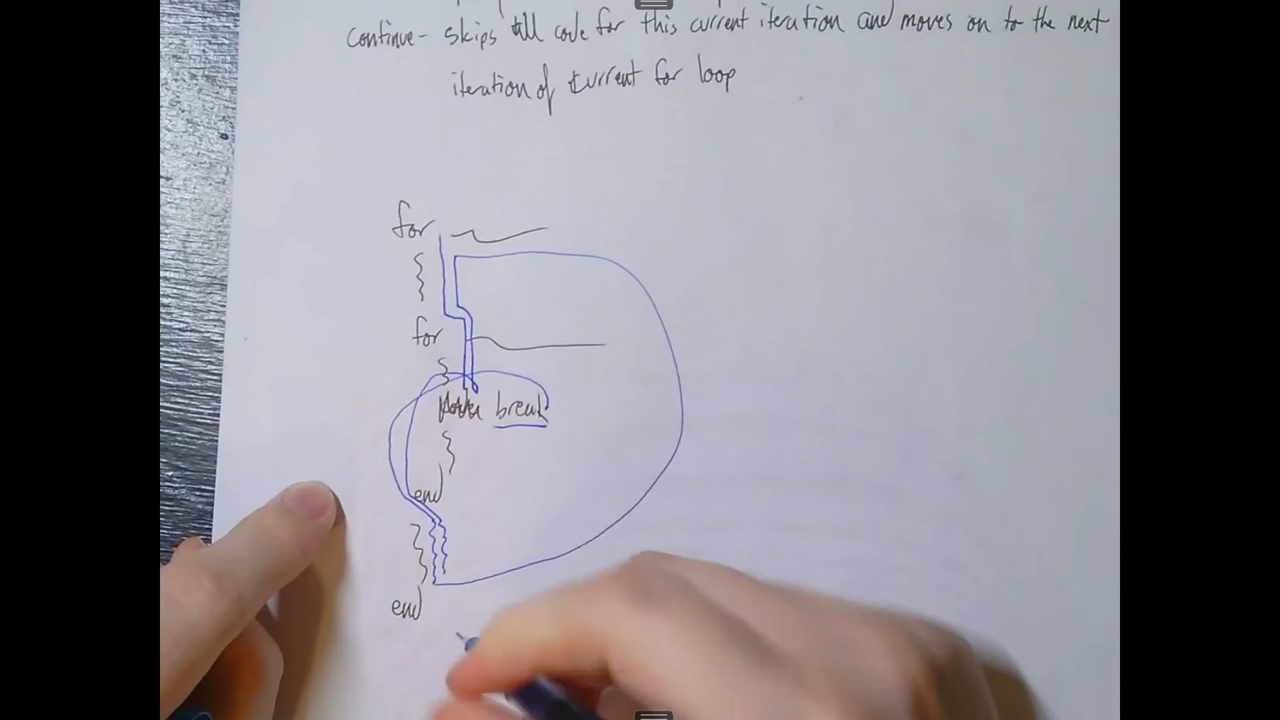 continue - skips all code for this current iteration and moves on to the next
iteration of current for loop
for
for
break
end
end